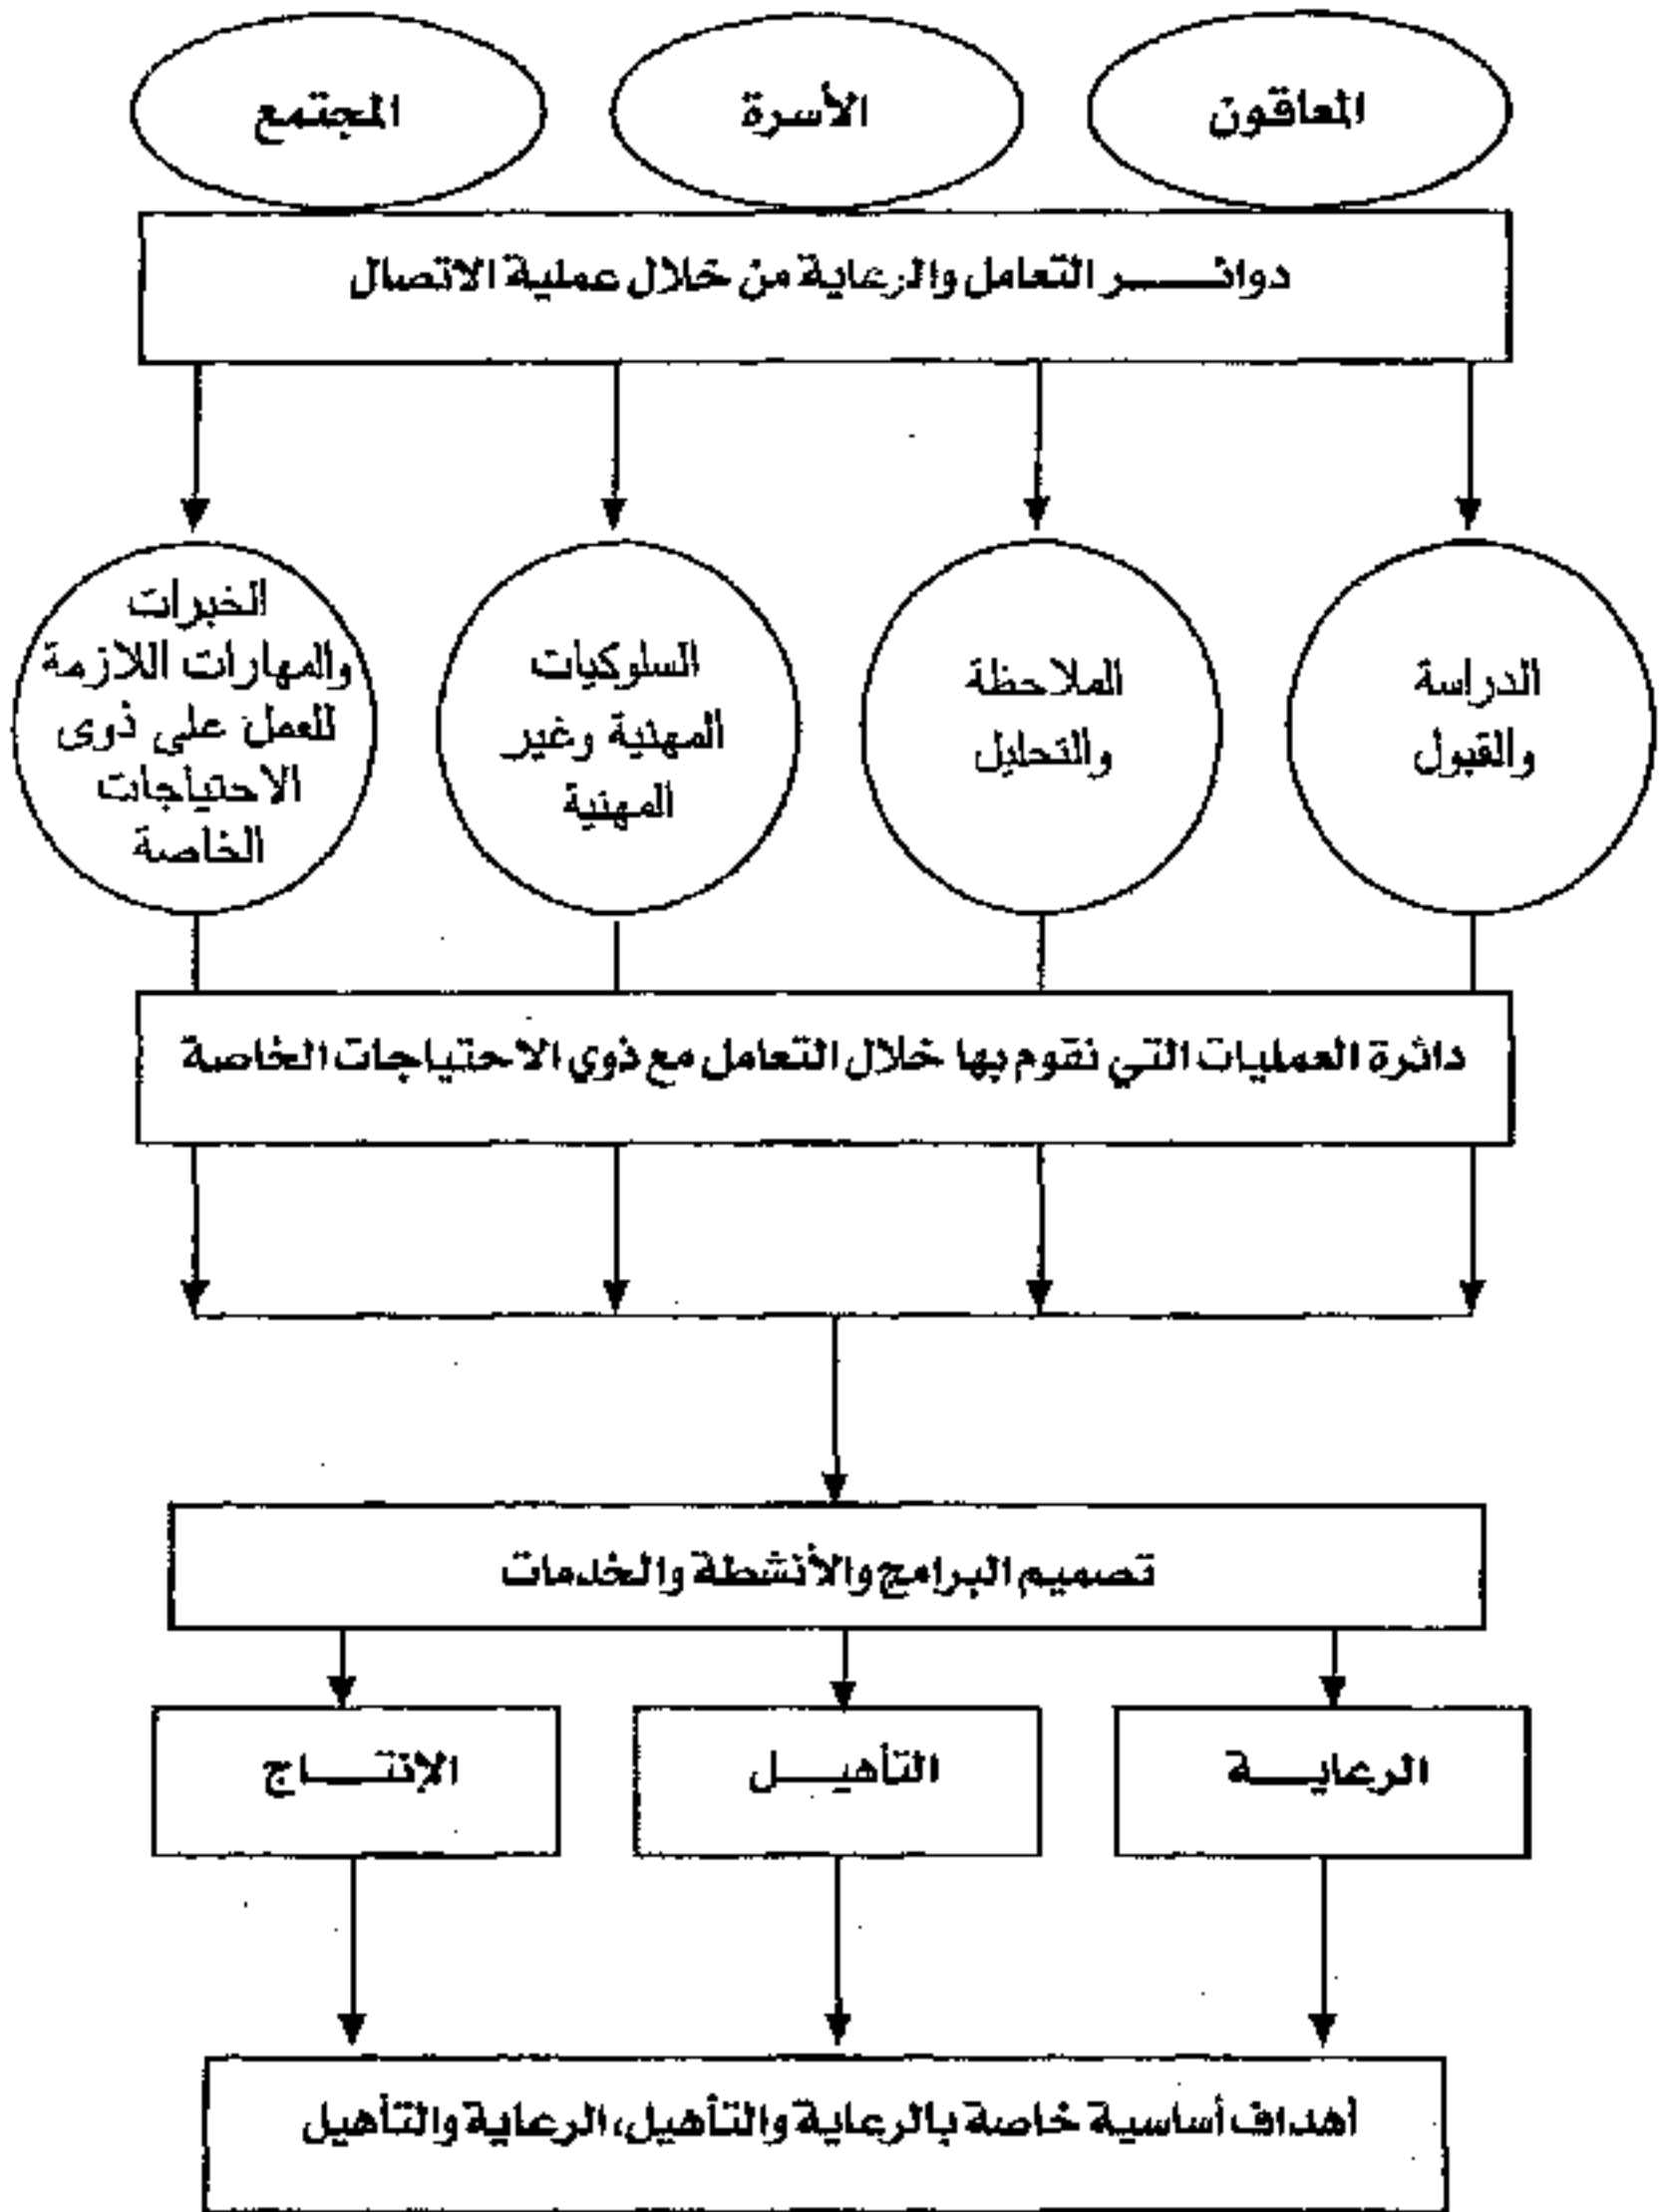 المعاقون
الأسرة
المجتمع
دوائـــــر التعامل والرعاية من خلال عملية الاتصال
الدراسة
والقبول
الملاحظة
والتحليل
السلوكيات
المهنية وغير
المهنية
الخبرات
والمهارات اللازمة
للعمل على ذوى
الاحتياجات
الخاصة
دائرة العمليات التي نقوم بها خلال التعامل مع ذوي الاحتياجات الخاصة
تصميم البرامج والأنشطة والخدمات
الرعايـــة
التأهيـــل
الإنتـــاج
أهداف أساسية خاصة بالرعاية والتأهيل، الرعاية والتأهيل